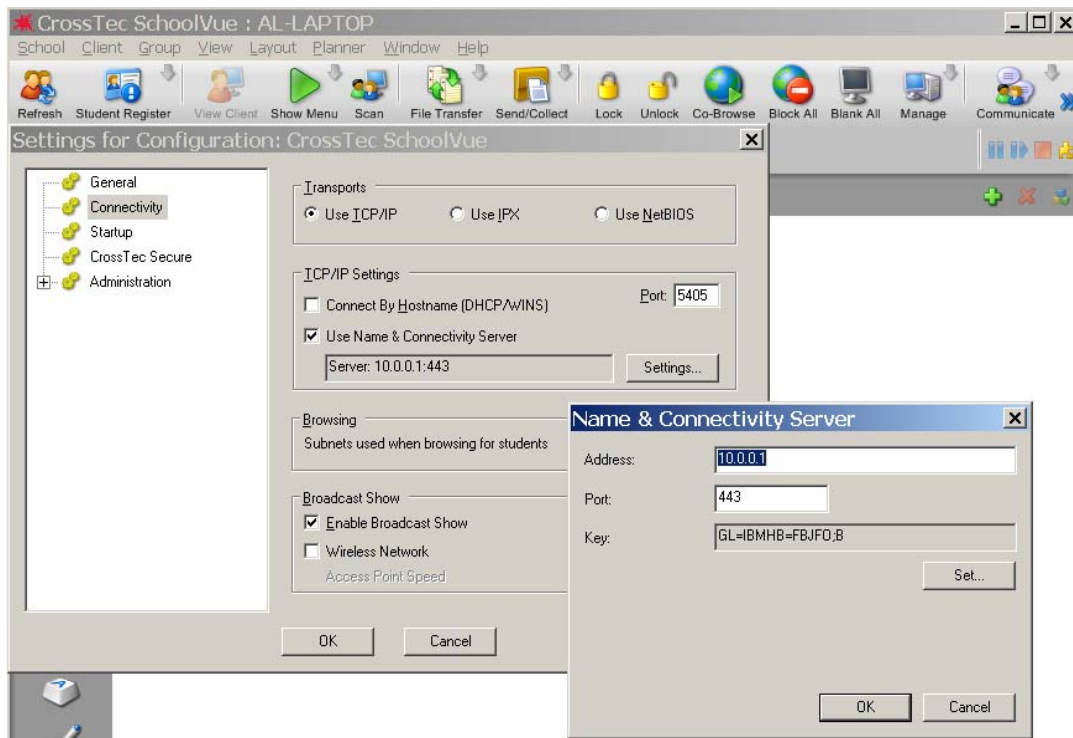 CrossTec SchoolVue : AL-LAPTOP
School Client Group View Layout Planner Window Help
Refresh Student Register View Client Show Menu Scan File Transfer Send/Collect Lock Unlock Co-Browse Block All Blank All Manage Communicate
Settings for Configuration: CrossTec SchoolVue
General
Connectivity
Startup
CrossTec Secure
Administration
Transports
Use TCP/IP Use IPX Use NetBIOS
TCP/IP Settings
Connect By Hostname (DHCP/WINS) Port: 5405
Use Name & Connectivity Server
Server: 10.0.0.1:443 Settings...
Browsing
Subnets used when browsing for students
Broadcast Show
Enable Broadcast Show
Wireless Network
Access Point Speed
OK Cancel
Name & Connectivity Server
Address: 10.0.0.1
Port: 443
Key: GL=IBMHB=FBJFO;B
Set...
OK Cancel